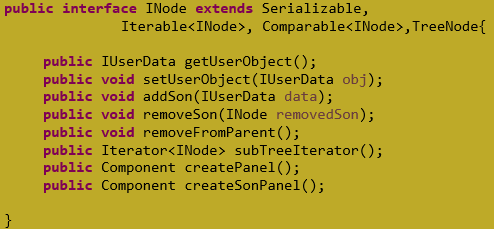 public interface INode extends Serializable,
Iterable<INode>, Comparable<INode>,TreeNode{
public IUserData getUserObject();
public void setUserObject(IUserData obj);
public void addSon(IUserData data);
public void removeSon(INode removedSon);
public void removeFromParent();
public Iterator<INode> subTreeIterator();
public Component createPanel();
public Component createSonPanel();
}